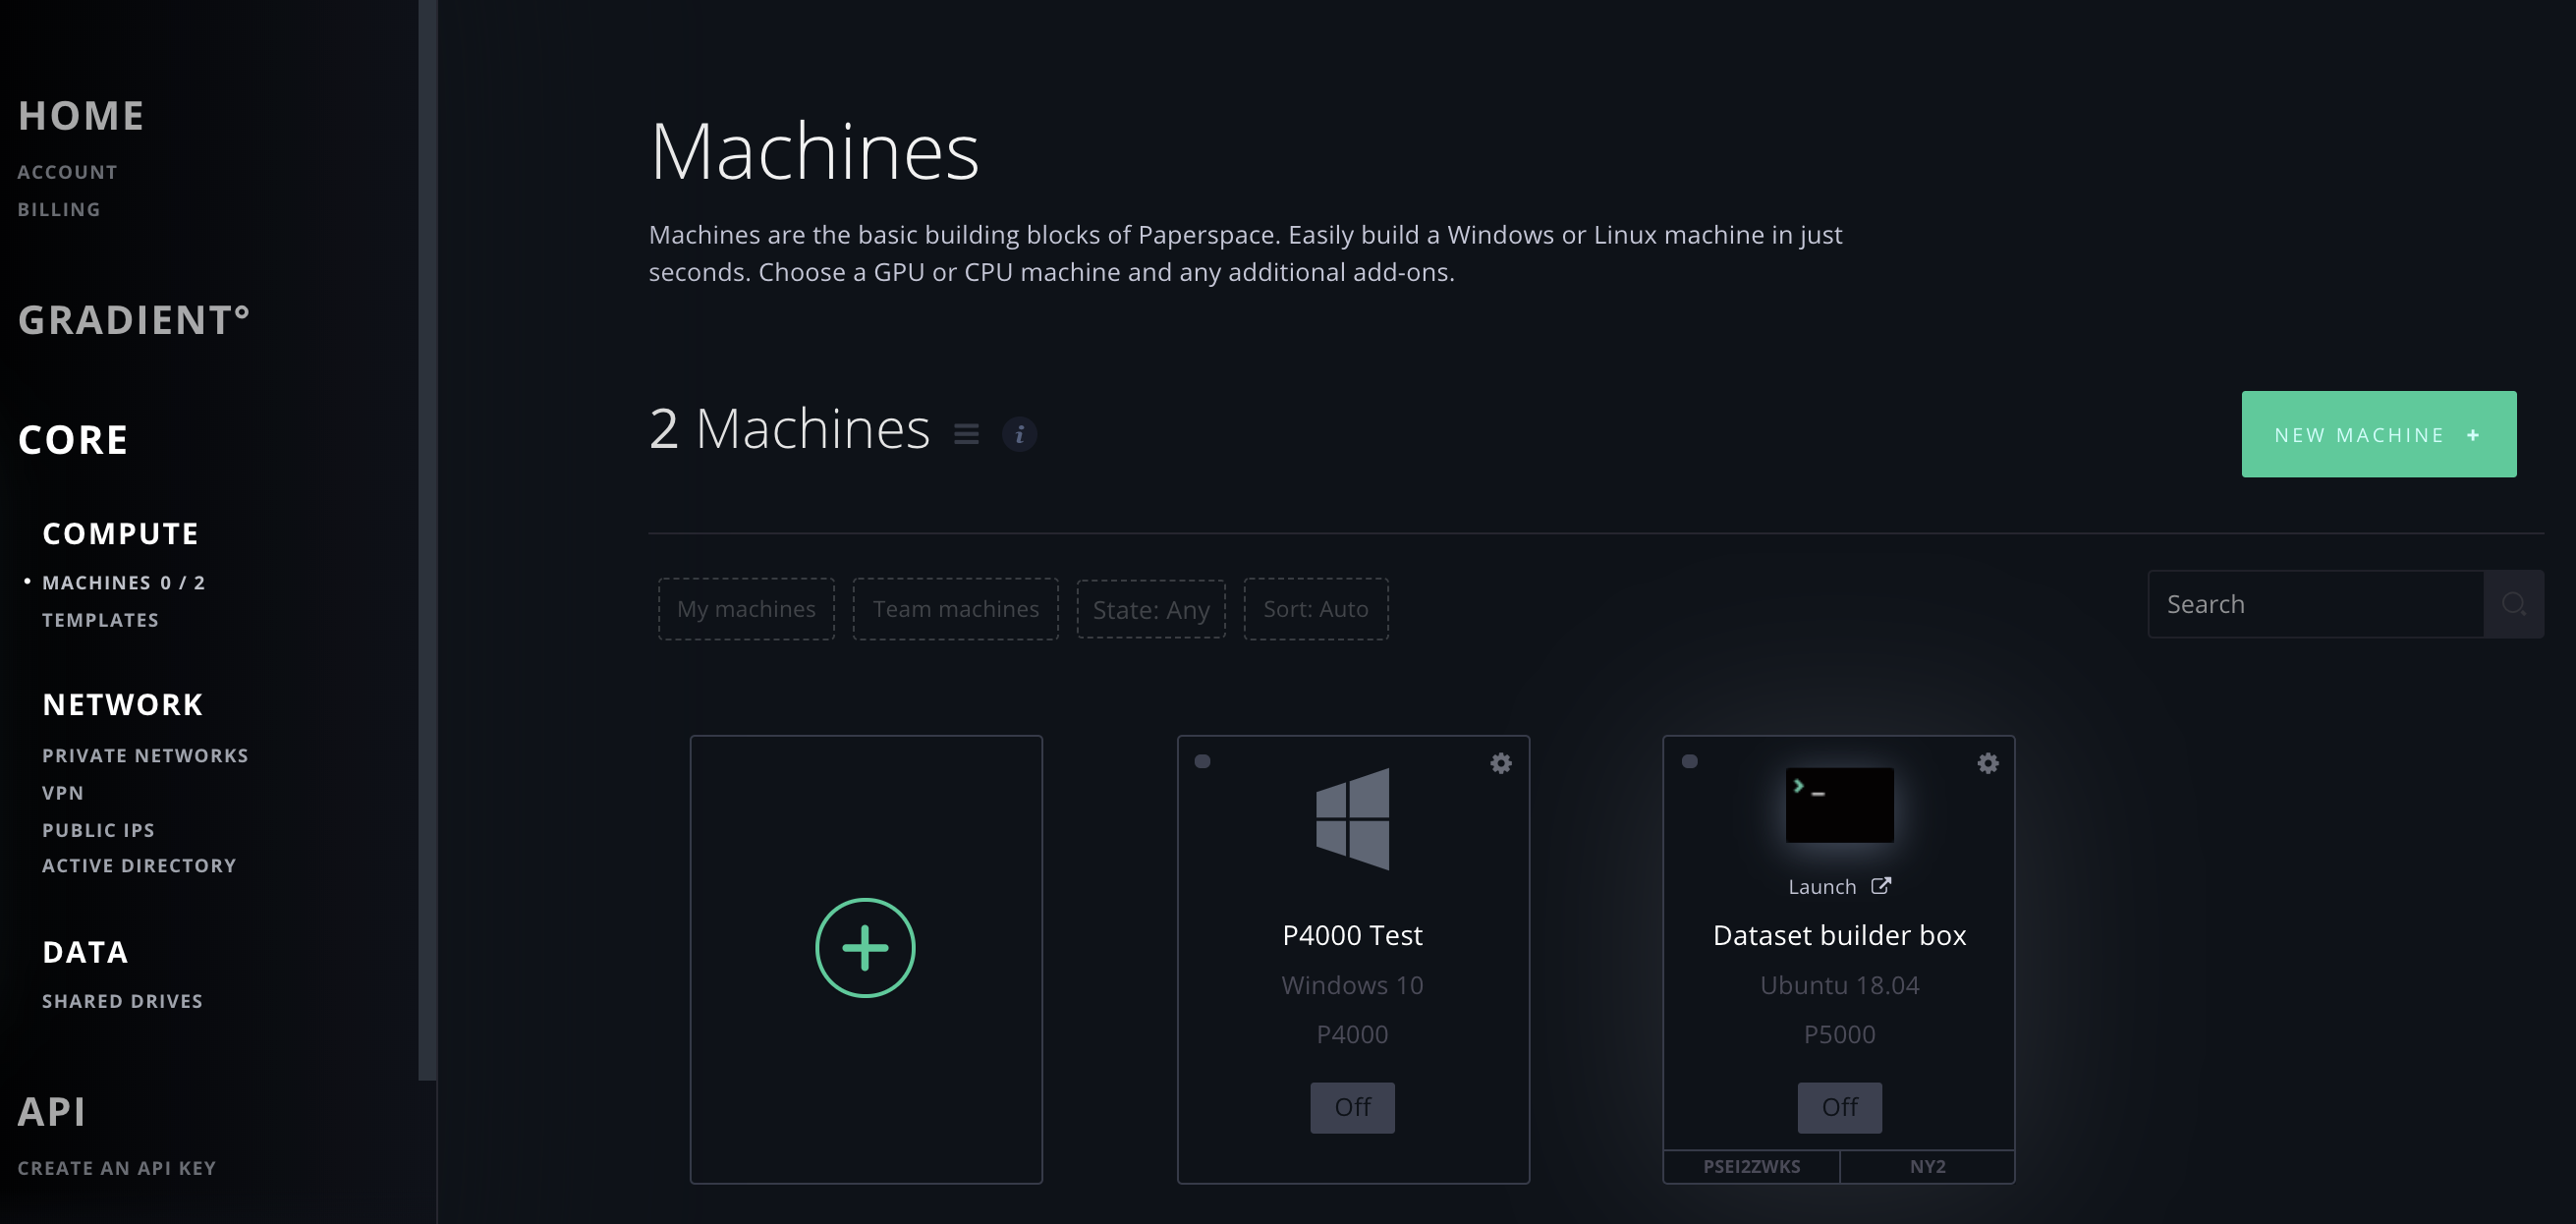 HOME
ACCOUNT
BILLING
GRADIENT°
CORE
COMPUTE
MACHINES 0 / 2
TEMPLATES
NETWORK
PRIVATE NETWORKS
VPN
PUBLIC IPS
ACTIVE DIRECTORY
DATA
SHARED DRIVES
API
CREATE AN API KEY
Machines
Machines are the basic building blocks of Paperspace. Easily build a Windows or Linux machine in just
seconds. Choose a GPU or CPU machine and any additional add-ons.
2 Machines
NEW MACHINE +
My machines
Team machines
State: Any
Sort: Auto
Search
P4000 Test
Windows 10
P4000
Off
Launch
Dataset builder box
Ubuntu 18.04
P5000
Off
PSEI2ZWKS
NY2